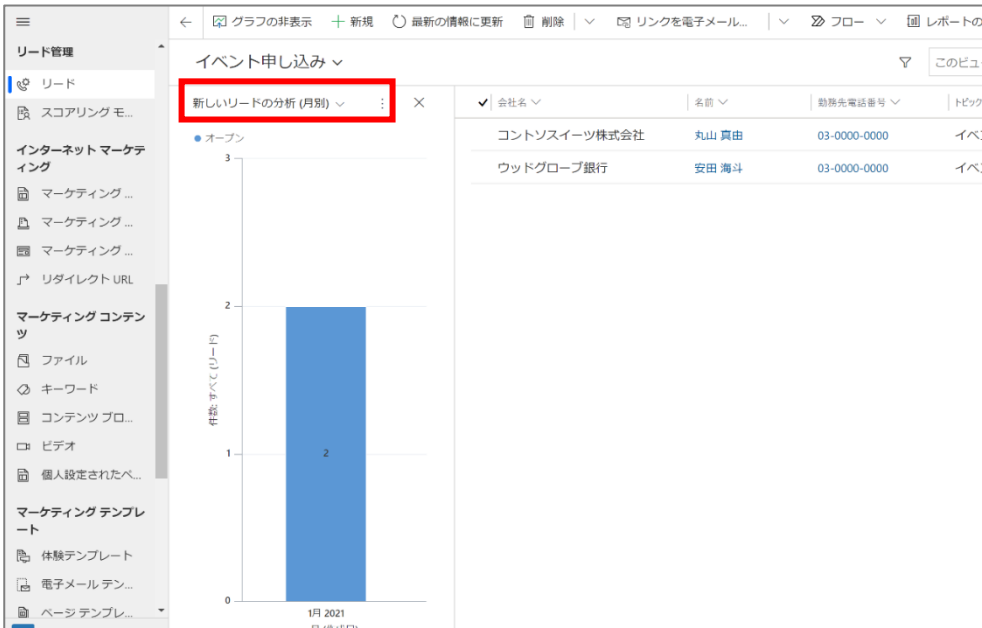 グラフの非表示 新規 最新の情報に更新 削除 リンクを電子メール... フロー レポートの
リード管理
リード
スコアリング モ...
インターネット マーケテ
ィング
マーケティング ...
マーケティング ...
マーケティング ...
リダイレクト URL
マーケティング コンテン
ツ
ファイル
キーワード
コンテンツ ブロ...
ビデオ
個人設定されたペ...
マーケティング テンプレ
ート
体験テンプレート
電子メール テン...
ページ テンプレ...
イベント申し込み
このビュ
新しいリードの分析 (月別)
オープン
3
2
1
0
件数: すべて (リード)
2
1月 2021
会社名 名前 勤務先電話番号 トピック
コントソスイーツ株式会社 丸山 真由 03-0000-0000 イベ
ウッドグローブ銀行 安田 海斗 03-0000-0000 イベ